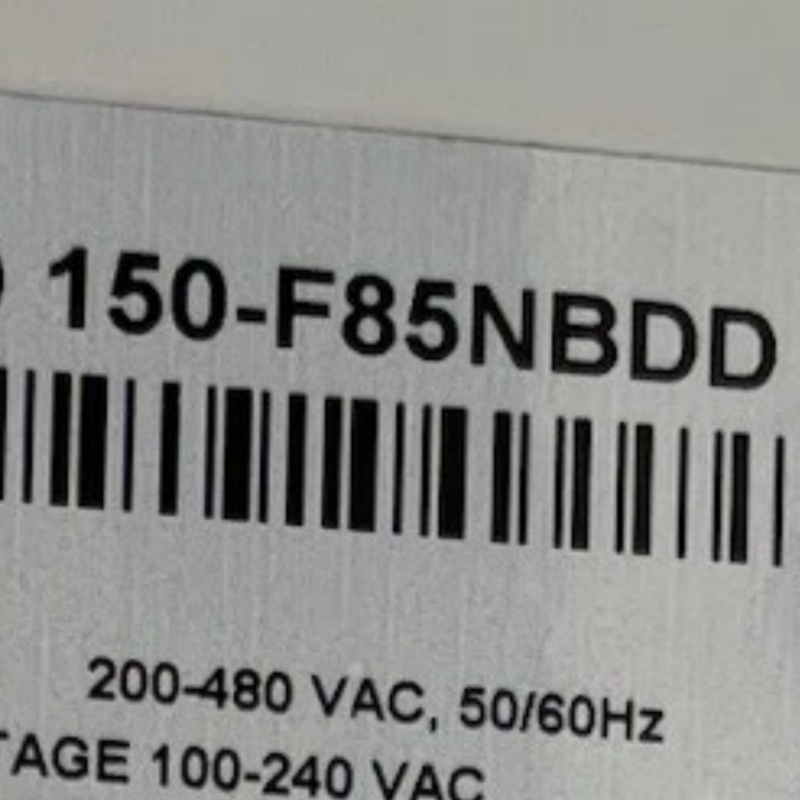 150-F85NBDD
200-480 VAC, 50/60Hz
TAGE 100-240 VAC